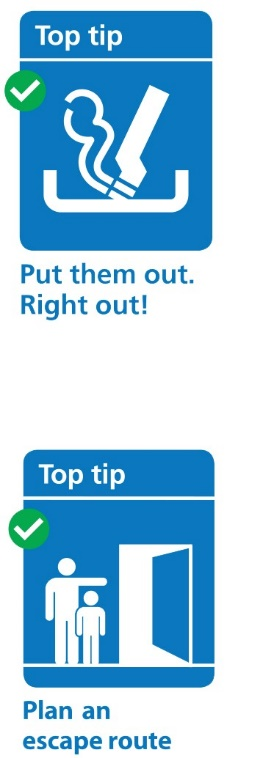 Top tip
Put them out.
Right out!
Top tip
Plan an
escape route